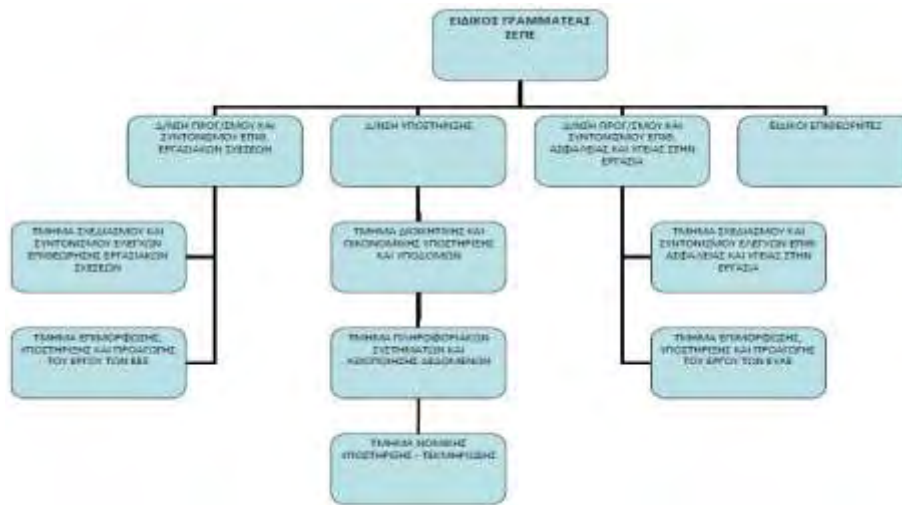 ΕΙΔΙΚΟΣ ΓΡΑΜΜΑΤΕΑΣ
ΣΕΠΕ
Δ/ΝΣΗ ΠΡΟΓ/ΣΜΟΥ ΚΑΙ
ΣΥΝΤΟΝΙΣΜΟΥ ΕΠΙΘ.
ΕΡΓΑΣΙΑΚΩΝ ΣΧΕΣΕΩΝ
Δ/ΝΣΗ ΥΠΟΣΤΗΡΙΞΗΣ
Δ/ΝΣΗ ΠΡΟΓ/ΣΜΟΥ ΚΑΙ
ΣΥΝΤΟΝΙΣΜΟΥ ΕΠΙΘ.
ΑΣΦΑΛΕΙΑΣ ΚΑΙ ΥΓΕΙΑΣ ΣΤΗΝ
ΕΡΓΑΣΙΑ
ΕΙΔΙΚΟΙ ΕΠΙΘΕΩΡΗΤΕΣ
ΤΜΗΜΑ ΣΧΕΔΙΑΣΜΟΥ ΚΑΙ
ΣΥΝΤΟΝΙΣΜΟΥ ΕΛΕΓΧΩΝ
ΕΠΙΘΕΩΡΗΣΗΣ ΕΡΓΑΣΙΑΚΩΝ
ΣΧΕΣΕΩΝ
ΤΜΗΜΑ ΔΙΟΙΚΗΤΙΚΗΣ ΚΑΙ
ΟΙΚΟΝΟΜΙΚΗΣ ΥΠΟΣΤΗΡΙΞΗΣ
ΚΑΙ ΥΠΟΔΟΜΩΝ
ΤΜΗΜΑ ΣΧΕΔΙΑΣΜΟΥ ΚΑΙ
ΣΥΝΤΟΝΙΣΜΟΥ ΕΛΕΓΧΩΝ ΕΠΙΘ.
ΑΣΦΑΛΕΙΑΣ ΚΑΙ ΥΓΕΙΑΣ ΣΤΗΝ
ΕΡΓΑΣΙΑ
ΤΜΗΜΑ ΕΠΙΜΟΡΦΩΣΗΣ,
ΥΠΟΣΤΗΡΙΞΗΣ ΚΑΙ ΠΡΟΑΓΩΓΗΣ
ΤΟΥ ΕΡΓΟΥ ΤΩΝ ΕΕΣ
ΤΜΗΜΑ ΠΛΗΡΟΦΟΡΙΑΚΩΝ
ΣΥΣΤΗΜΑΤΩΝ ΚΑΙ
ΑΞΙΟΠΟΙΗΣΗΣ ΔΕΔΟΜΕΝΩΝ
ΤΜΗΜΑ ΕΠΙΜΟΡΦΩΣΗΣ,
ΥΠΟΣΤΗΡΙΞΗΣ ΚΑΙ ΠΡΟΑΓΩΓΗΣ
ΤΟΥ ΕΡΓΟΥ ΤΩΝ ΕΥΑΕ
ΤΜΗΜΑ ΝΟΜΙΚΗΣ
ΥΠΟΣΤΗΡΙΞΗΣ - ΤΕΚΜΗΡΙΩΣΗΣ